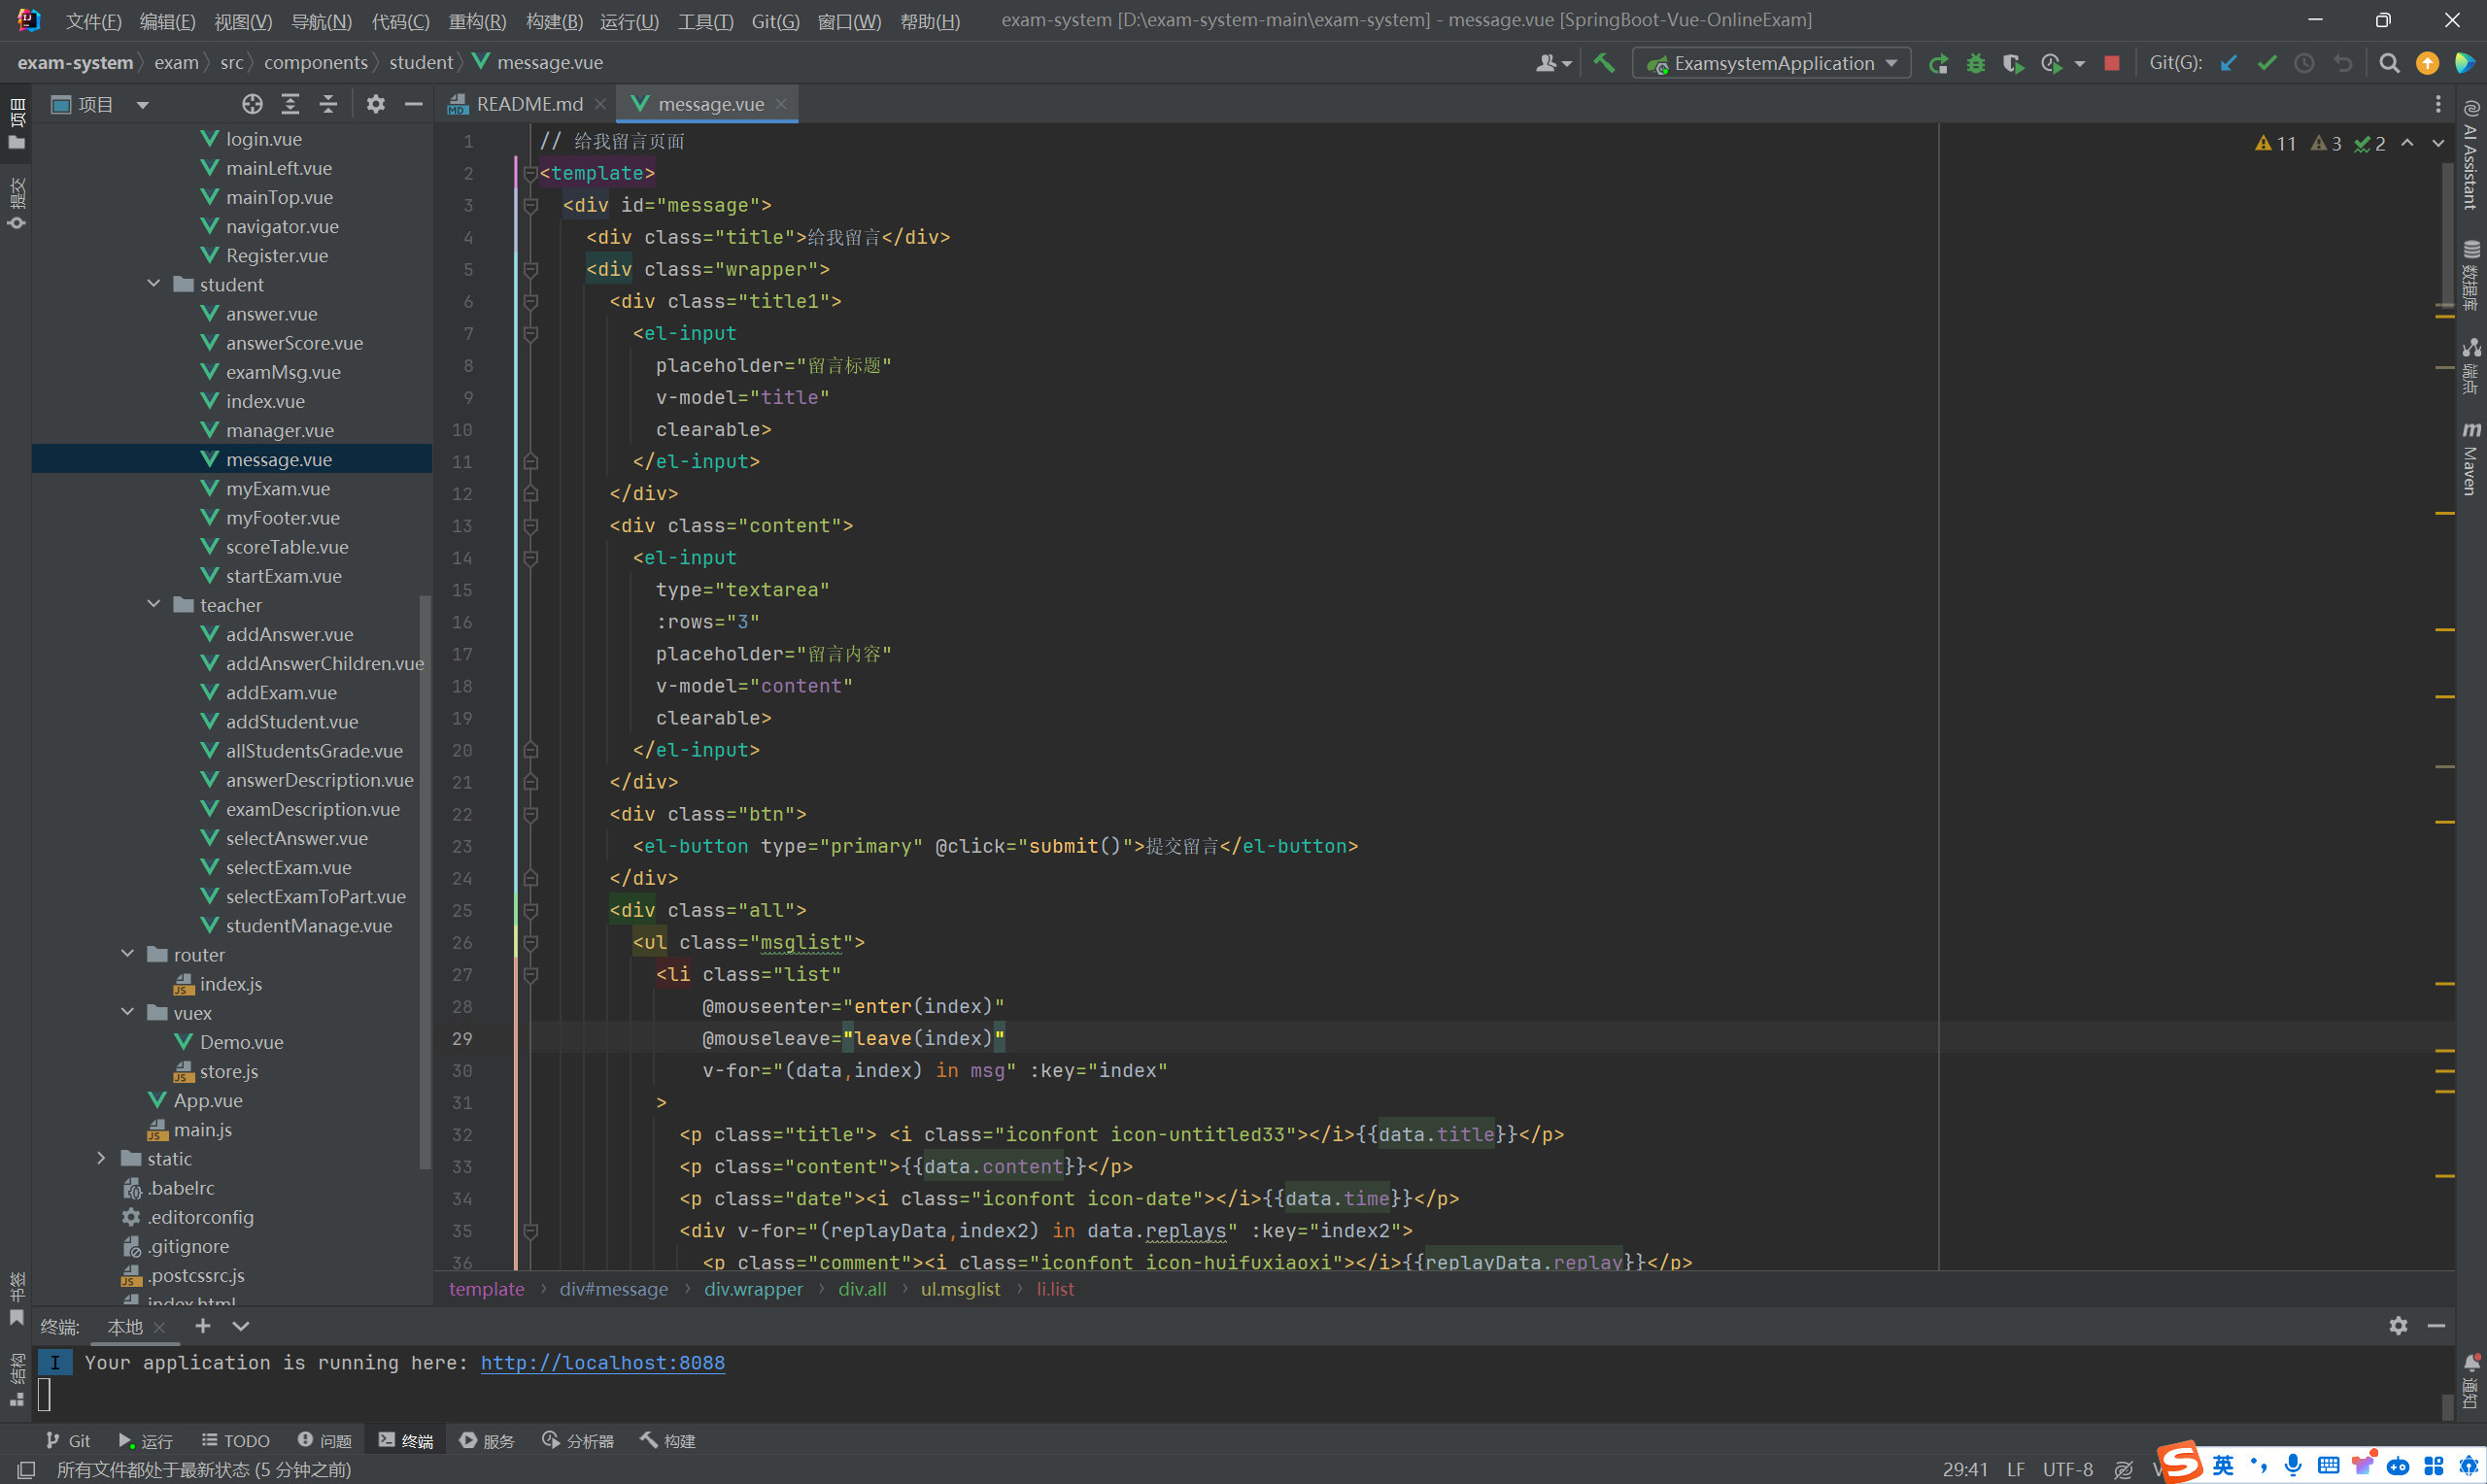 文件(F) 编辑(E) 视图(V) 导航(N) 代码(C) 重构(R) 构建(B) 运行(U) 工具(T) Git(G) 窗口(W) 帮助(H) exam-system [D:\exam-system-main\exam-system] - message.vue [SpringBoot-Vue-OnlineExam]
exam-system exam src components student message.vue ExamsystemApplication Git(G):
项目 README.md message.vue
项目
提交
书签
结构
login.vue
mainLeft.vue
mainTop.vue
navigator.vue
Register.vue
student
answer.vue
answerScore.vue
examMsg.vue
index.vue
manager.vue
message.vue
myExam.vue
myFooter.vue
scoreTable.vue
startExam.vue
teacher
addAnswer.vue
addAnswerChildren.vue
addExam.vue
addStudent.vue
allStudentsGrade.vue
answerDescription.vue
examDescription.vue
selectAnswer.vue
selectExam.vue
selectExamToPart.vue
studentManage.vue
router
index.js
vuex
Demo.vue
store.js
App.vue
main.js
static
.babelrc
.editorconfig
.gitignore
.postcssrc.js
index.html
11 3 2
1 // 给我留言页面
2 <template>
3 <div id="message">
4 <div class="title">给我留言</div>
5 <div class="wrapper">
6 <div class="title1">
7 <el-input
8 placeholder="留言标题"
9 v-model="title"
10 clearable>
11 </el-input>
12 </div>
13 <div class="content">
14 <el-input
15 type="textarea"
16 :rows="3"
17 placeholder="留言内容"
18 v-model="content"
19 clearable>
20 </el-input>
21 </div>
22 <div class="btn">
23 <el-button type="primary" @click="submit()">提交留言</el-button>
24 </div>
25 <div class="all">
26 <ul class="msglist">
27 <li class="list"
28 @mouseenter="enter(index)"
29 @mouseleave="leave(index)"
30 v-for="(data,index) in msg" :key="index"
31 >
32 <p class="title"> <i class="iconfont icon-untitled33"></i>{{data.title}}</p>
33 <p class="content">{{data.content}}</p>
34 <p class="date"><i class="iconfont icon-date"></i>{{data.time}}</p>
35 <div v-for="(replayData,index2) in data.replays" :key="index2">
36 <p class="comment"><i class="iconfont icon-huifuxiaoxi"></i>{{replayData.replay}}</p>
template div#message div.wrapper div.all ul.msglist li.list
AI Assistant
数据库
端点
Maven
通知
终端: 本地
I Your application is running here: http://localhost:8088
Git 运行 TODO 问题 终端 服务 分析器 构建
所有文件都处于最新状态 (5 分钟之前) 29:41 LF UTF-8 英